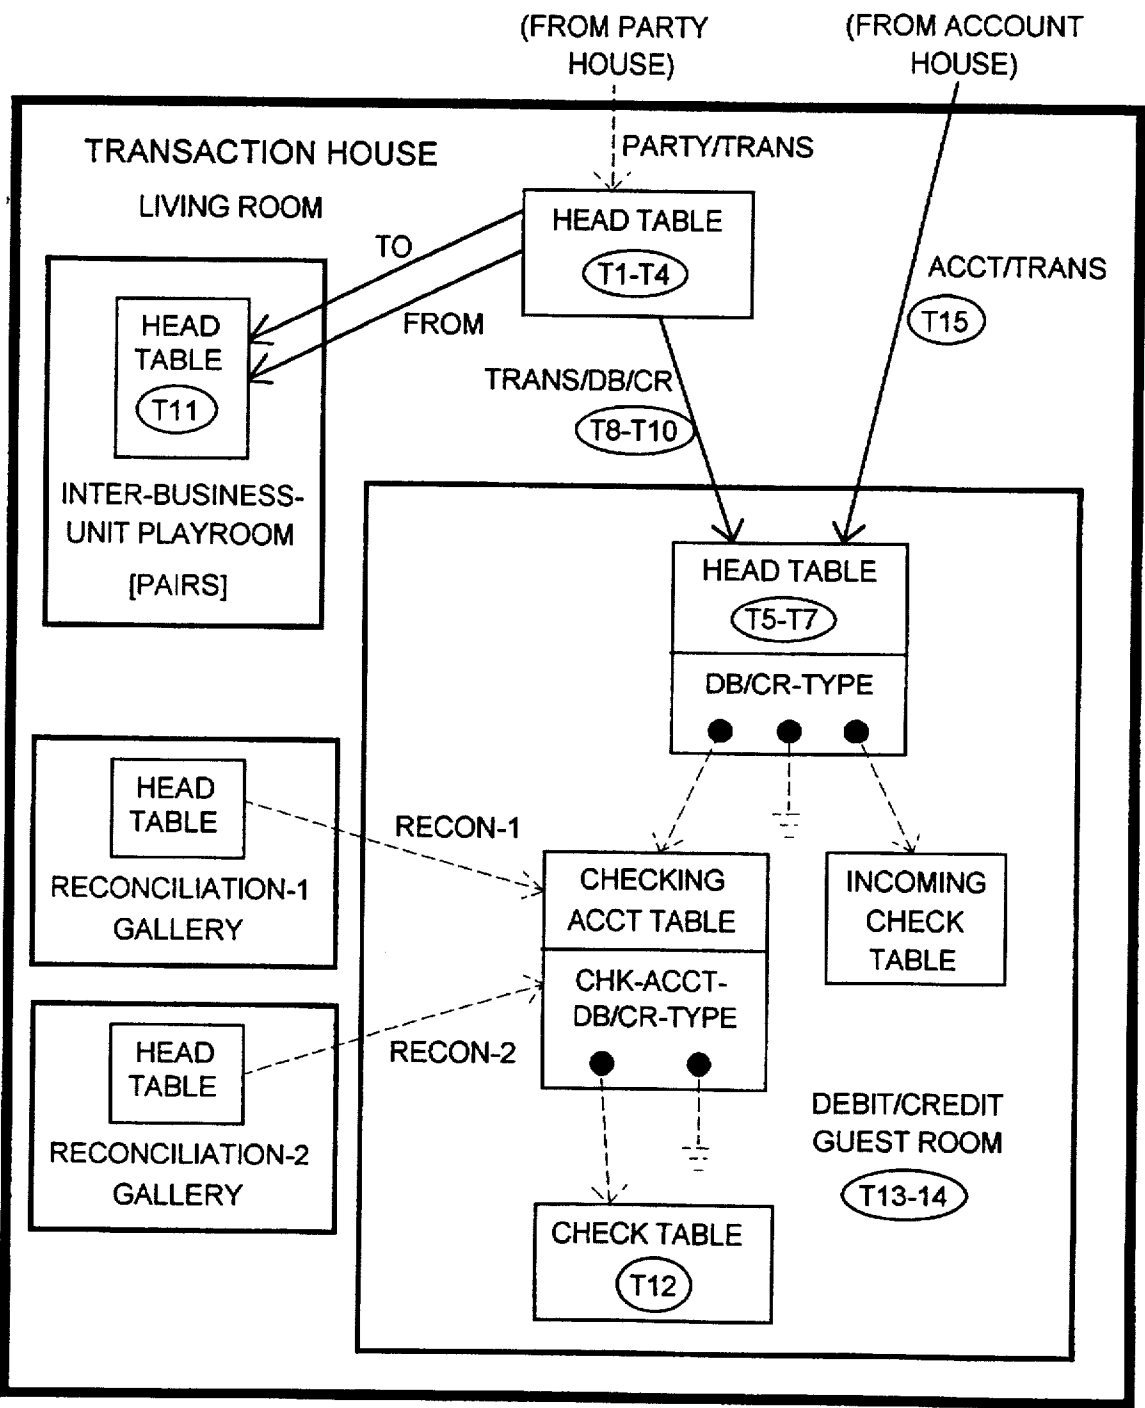 (FROM PARTY
HOUSE)
(FROM ACCOUNT
HOUSE)
TRANSACTION HOUSE
LIVING ROOM
PARTY/TRANS
HEAD TABLE
T1-T4
TO
FROM
ACCT/TRANS
T15
HEAD
TABLE
T11
INTER-BUSINESS-
UNIT PLAYROOM
[PAIRS]
TRANS/DB/CR
T8-T10
HEAD TABLE
T5-T7
DB/CR-TYPE
HEAD
TABLE
RECONCILIATION-1
GALLERY
RECON-1
CHECKING
ACCT TABLE
CHK-ACCT-
DB/CR-TYPE
INCOMING
CHECK
TABLE
HEAD
TABLE
RECONCILIATION-2
GALLERY
RECON-2
DEBIT/CREDIT
GUEST ROOM
T13-14
CHECK TABLE
T12